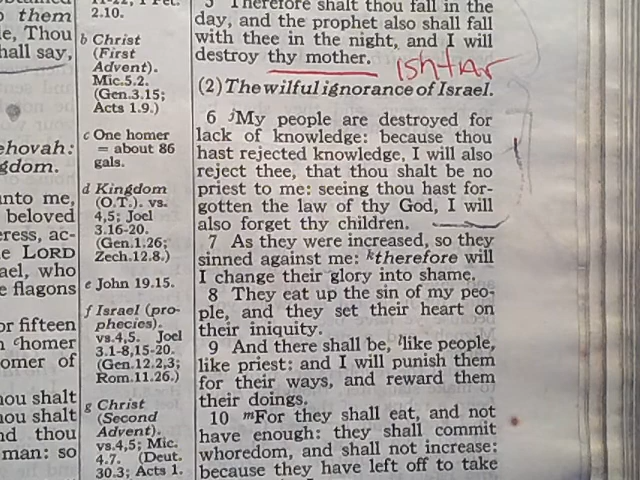 them
e, Thou
hall say,
ehovah:
gdom.
nto me,
beloved
ress, ac-
e LORD
ael, who
e flagons
or fifteen
homer
omer of
hou shalt
hou shalt
nd thou
man: so
2.10.
b Christ
(First
Advent).
Mic.5.2.
(Gen.3.15;
Acts 1.9.)
c One homer
= about 86
gals.
d Kingdom
(O.T.). vs.
4,5; Joel
3.16-20.
(Gen.1.26;
Zech.12.8.)
e John 19.15.
f Israel (pro-
phecies).
vs.4,5. Joel
3.1-8,15-20.
(Gen.12.2,3;
Rom.11.26.)
g Christ
(Second
Advent).
vs.4,5; Mic.
4.7. (Deut.
30.3; Acts 1.
5 Therefore shalt thou fall in the
day, and the prophet also shall fall
with thee in the night, and I will
destroy thy mother. ishtar
(2) The wilful ignorance of Israel.
6 jMy people are destroyed for
lack of knowledge: because thou
hast rejected knowledge, I will also
reject thee, that thou shalt be no
priest to me: seeing thou hast for-
gotten the law of thy God, I will
also forget thy children.
7 As they were increased, so they
sinned against me: ktherefore will
I change their glory into shame.
8 They eat up the sin of my peo-
ple, and they set their heart on
their iniquity.
9 And there shall be, llike people,
like priest: and I will punish them
for their ways, and reward them
their doings.
10 mFor they shall eat, and not
have enough: they shall commit
whoredom, and shall not increase:
because they have left off to take